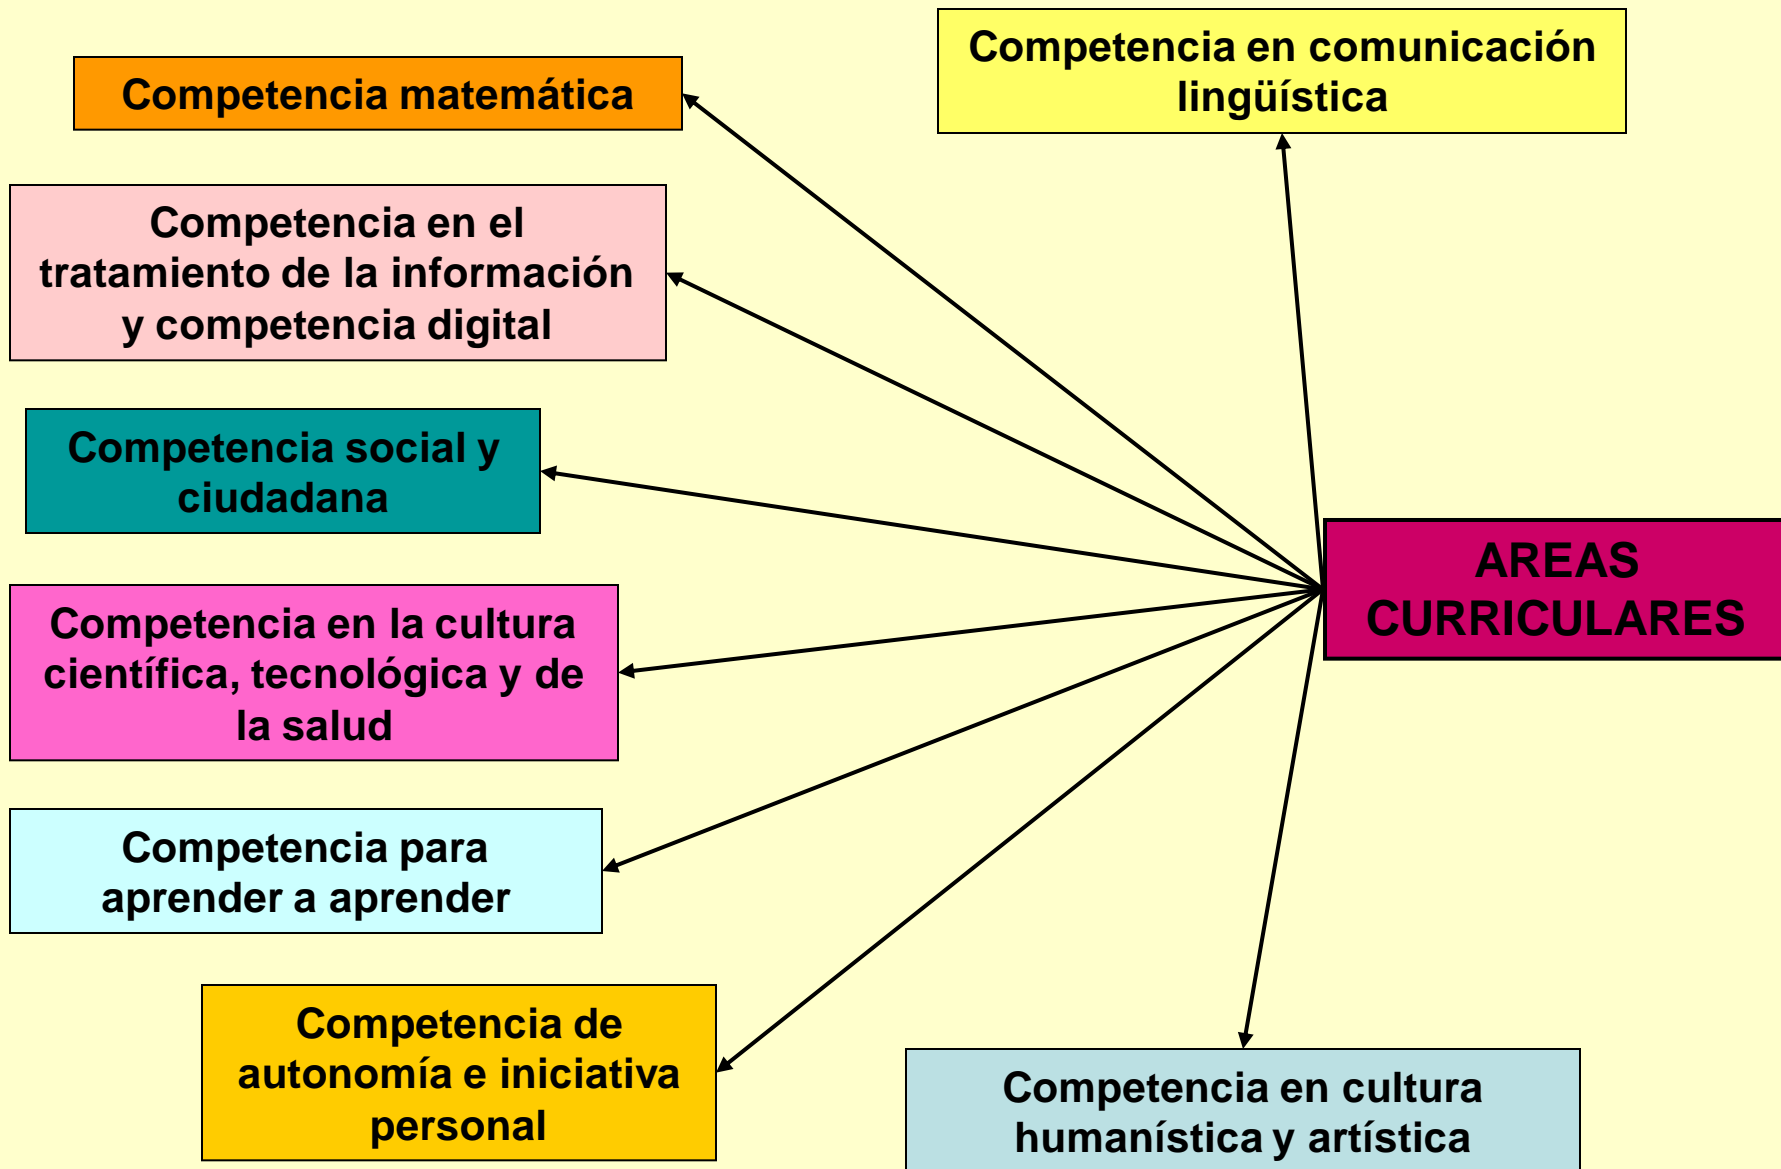 Competencia en comunicación
lingüística
Competencia matemática
Competencia en el
tratamiento de la información
y competencia digital
Competencia social y
ciudadana
AREAS
CURRICULARES
Competencia en la cultura
científica, tecnológica y de
la salud
Competencia para
aprender a aprender
Competencia de
autonomía e iniciativa
personal
Competencia en cultura
humanística y artística